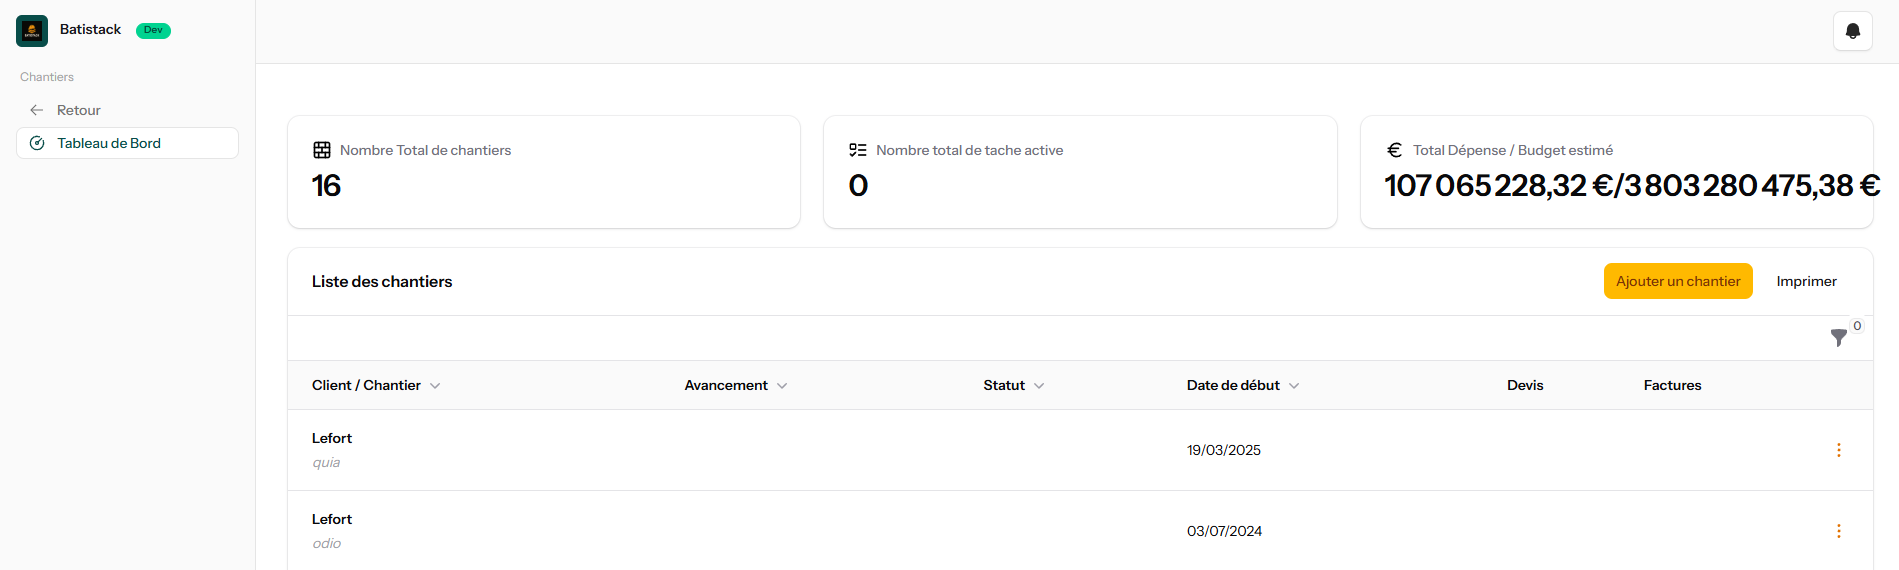 Batistack Dev
Chantiers
Retour
Tableau de Bord
Nombre Total de chantiers
16
Nombre total de tache active
0
Total Dépense / Budget estimé
107 065 228,32 €/3 803 280 475,38 €
Liste des chantiers
Ajouter un chantier
Imprimer
0
Client / Chantier Avancement Statut Date de début Devis Factures
Lefort
quia
19/03/2025
Lefort
odio
03/07/2024